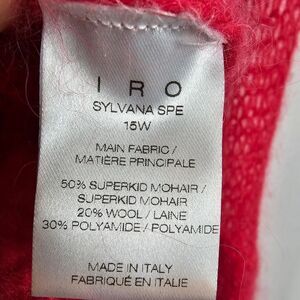 IRO
SYLVANA SPE
15W
MAIN FABRIC /
MATIÈRE PRINCIPALE
50% SUPERKID MOHAIR /
SUPERKID MOHAIR
20% WOOL / LAINE
30% POLYAMIDE / POLYAMIDE
MADE IN ITALY
FABRIQUÉ EN ITALIE